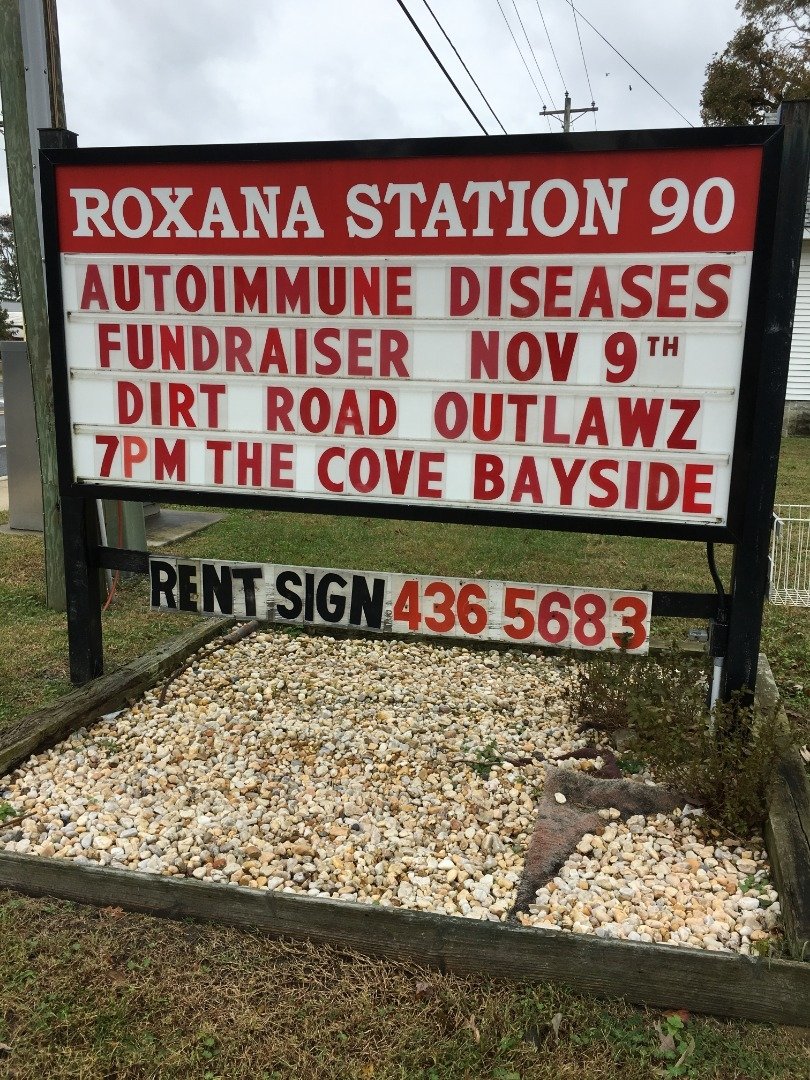 ROXANA STATION 90
AUTOIMMUNE DISEASES
FUNDRAISER NOV 9TH
DIRT ROAD OUTLAWZ
7PM THE COVE BAYSIDE
RENT SIGN 436 5683